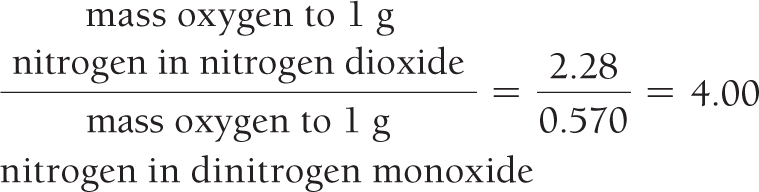 mass oxygen to 1 g
nitrogen in nitrogen dioxide
mass oxygen to 1 g
nitrogen in dinitrogen monoxide
= 2.28 / 0.570 = 4.00